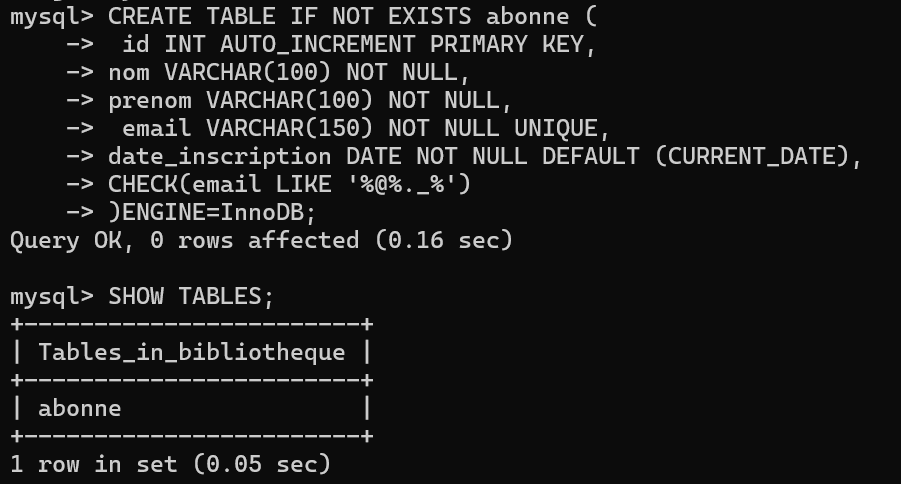 mysql> CREATE TABLE IF NOT EXISTS abonne (
    ->  id INT AUTO_INCREMENT PRIMARY KEY,
    -> nom VARCHAR(100) NOT NULL,
    -> prenom VARCHAR(100) NOT NULL,
    ->  email VARCHAR(150) NOT NULL UNIQUE,
    -> date_inscription DATE NOT NULL DEFAULT (CURRENT_DATE),
    -> CHECK(email LIKE '%@%._%')
    -> )ENGINE=InnoDB;
Query OK, 0 rows affected (0.16 sec)

mysql> SHOW TABLES;
+------------------------+
| Tables_in_bibliotheque |
+------------------------+
| abonne                 |
+------------------------+
1 row in set (0.05 sec)